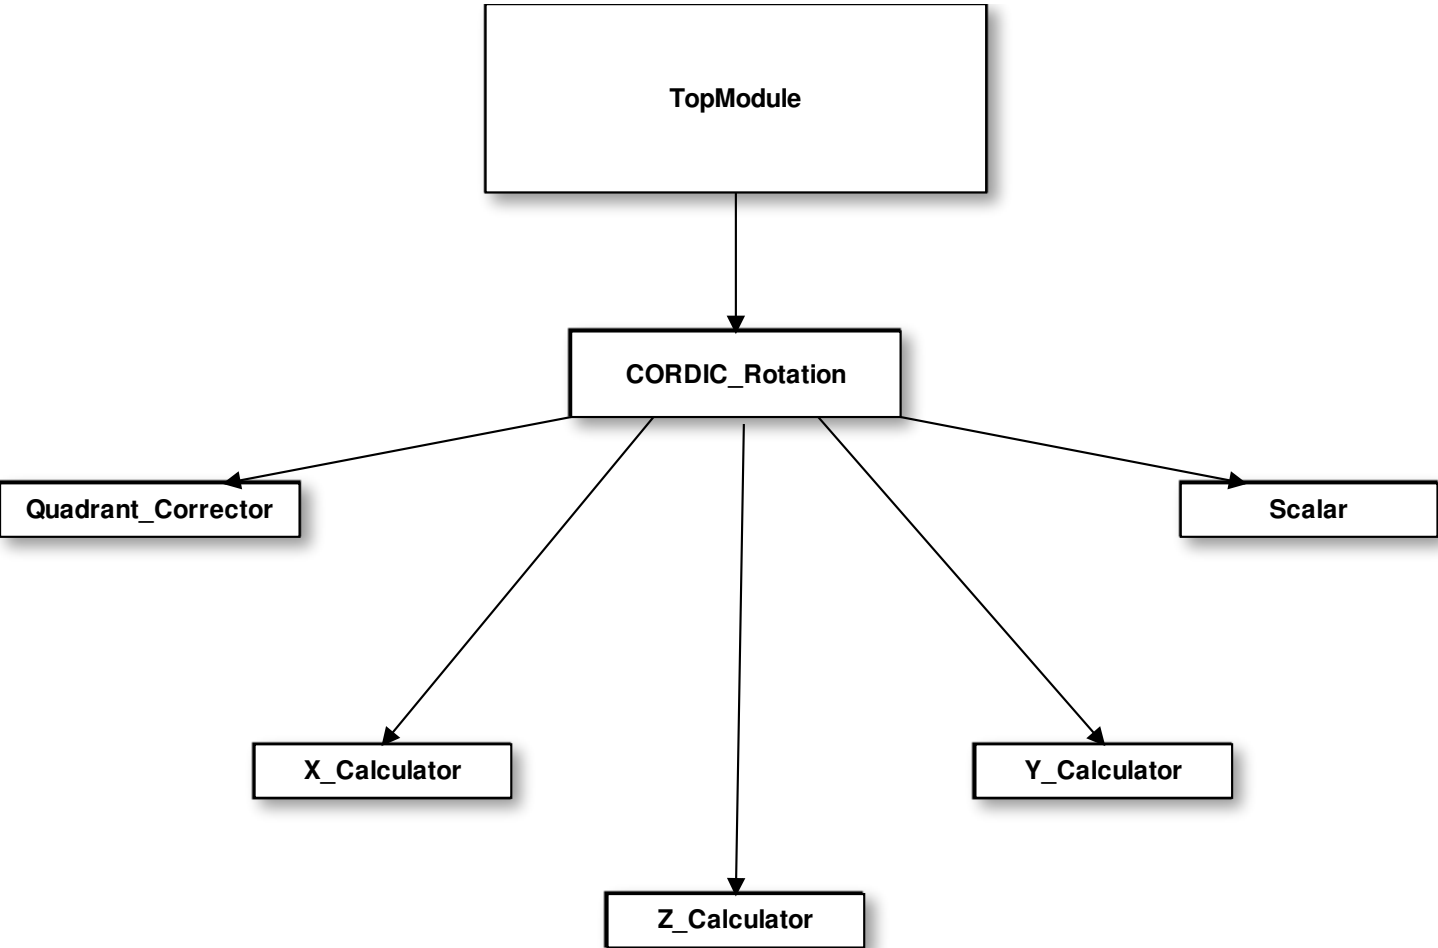 TopModule
CORDIC_Rotation
Quadrant_Corrector
Scalar
X_Calculator
Y_Calculator
Z_Calculator